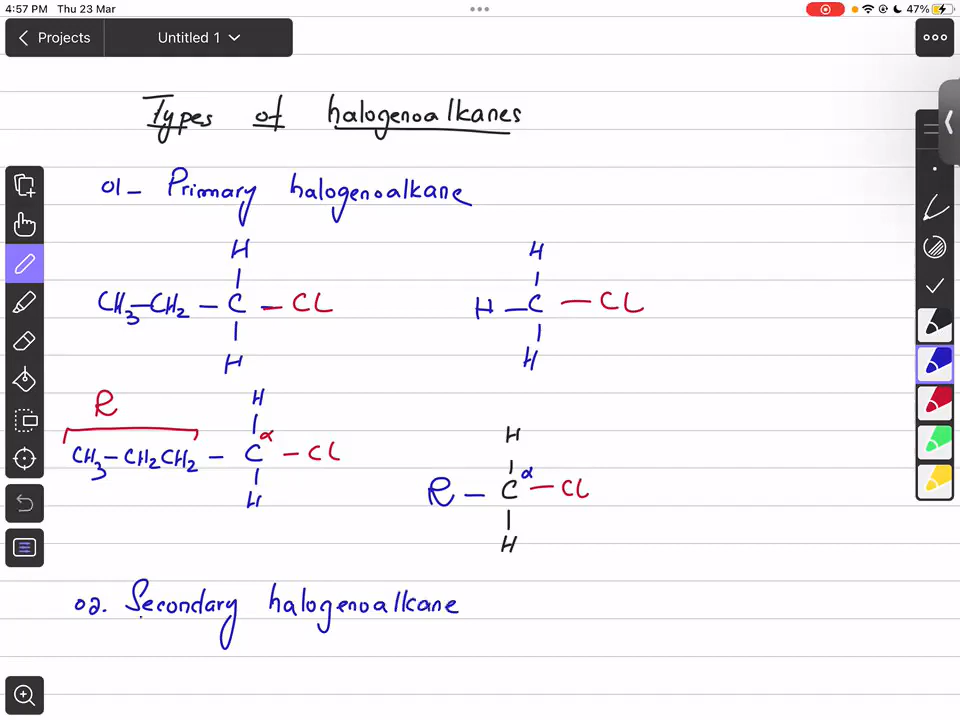 4:57 PM Thu 23 Mar
47%
Projects
Untitled 1
Types of halogenoalkanes
01- Primary halogenoalkane
H H
CH3-CH2 - C - CL H - C - CL
H H
R H
α
CH3-CH2CH2 - C - CL
H
H
α
R - C - CL
H
02. Secondary halogenoalkane